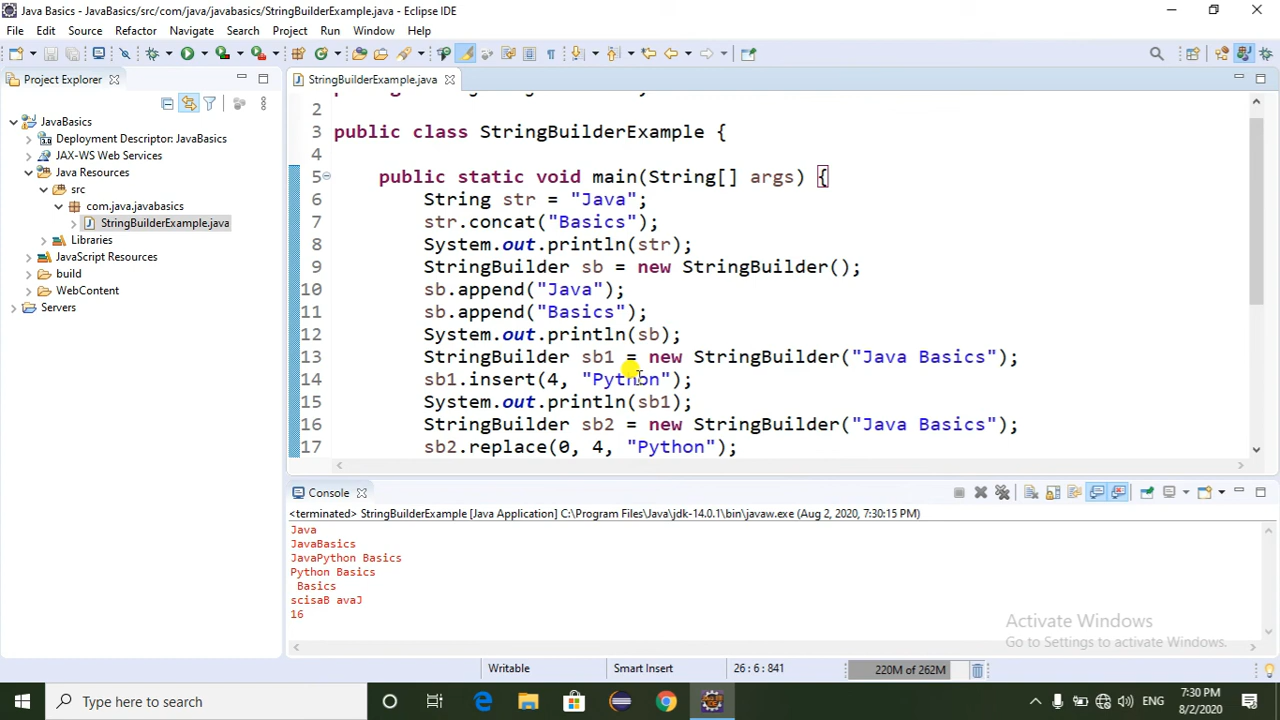 Java Basics - JavaBasics/src/com/java/javabasics/StringBuilderExample.java - Eclipse IDE
File Edit Source Refactor Navigate Search Project Run Window Help
Project Explorer
JavaBasics
Deployment Descriptor: JavaBasics
JAX-WS Web Services
Java Resources
src
com.java.javabasics
StringBuilderExample.java
Libraries
JavaScript Resources
build
WebContent
Servers
StringBuilderExample.java
2
3 public class StringBuilderExample {
4
5 public static void main(String[] args) {
6 String str = "Java";
7 str.concat("Basics");
8 System.out.println(str);
9 StringBuilder sb = new StringBuilder();
10 sb.append("Java");
11 sb.append("Basics");
12 System.out.println(sb);
13 StringBuilder sb1 = new StringBuilder("Java Basics");
14 sb1.insert(4, "Python");
15 System.out.println(sb1);
16 StringBuilder sb2 = new StringBuilder("Java Basics");
17 sb2.replace(0, 4, "Python");
Console
<terminated> StringBuilderExample [Java Application] C:\Program Files\Java\jdk-14.0.1\bin\javaw.exe (Aug 2, 2020, 7:30:15 PM)
Java
JavaBasics
JavaPython Basics
Python Basics
Basics
scisaB avaJ
16
Activate Windows
Go to Settings to activate Windows.
Writable Smart Insert 26 : 6 : 841 220M of 262M
Type here to search
ENG
7:30 PM
8/2/2020